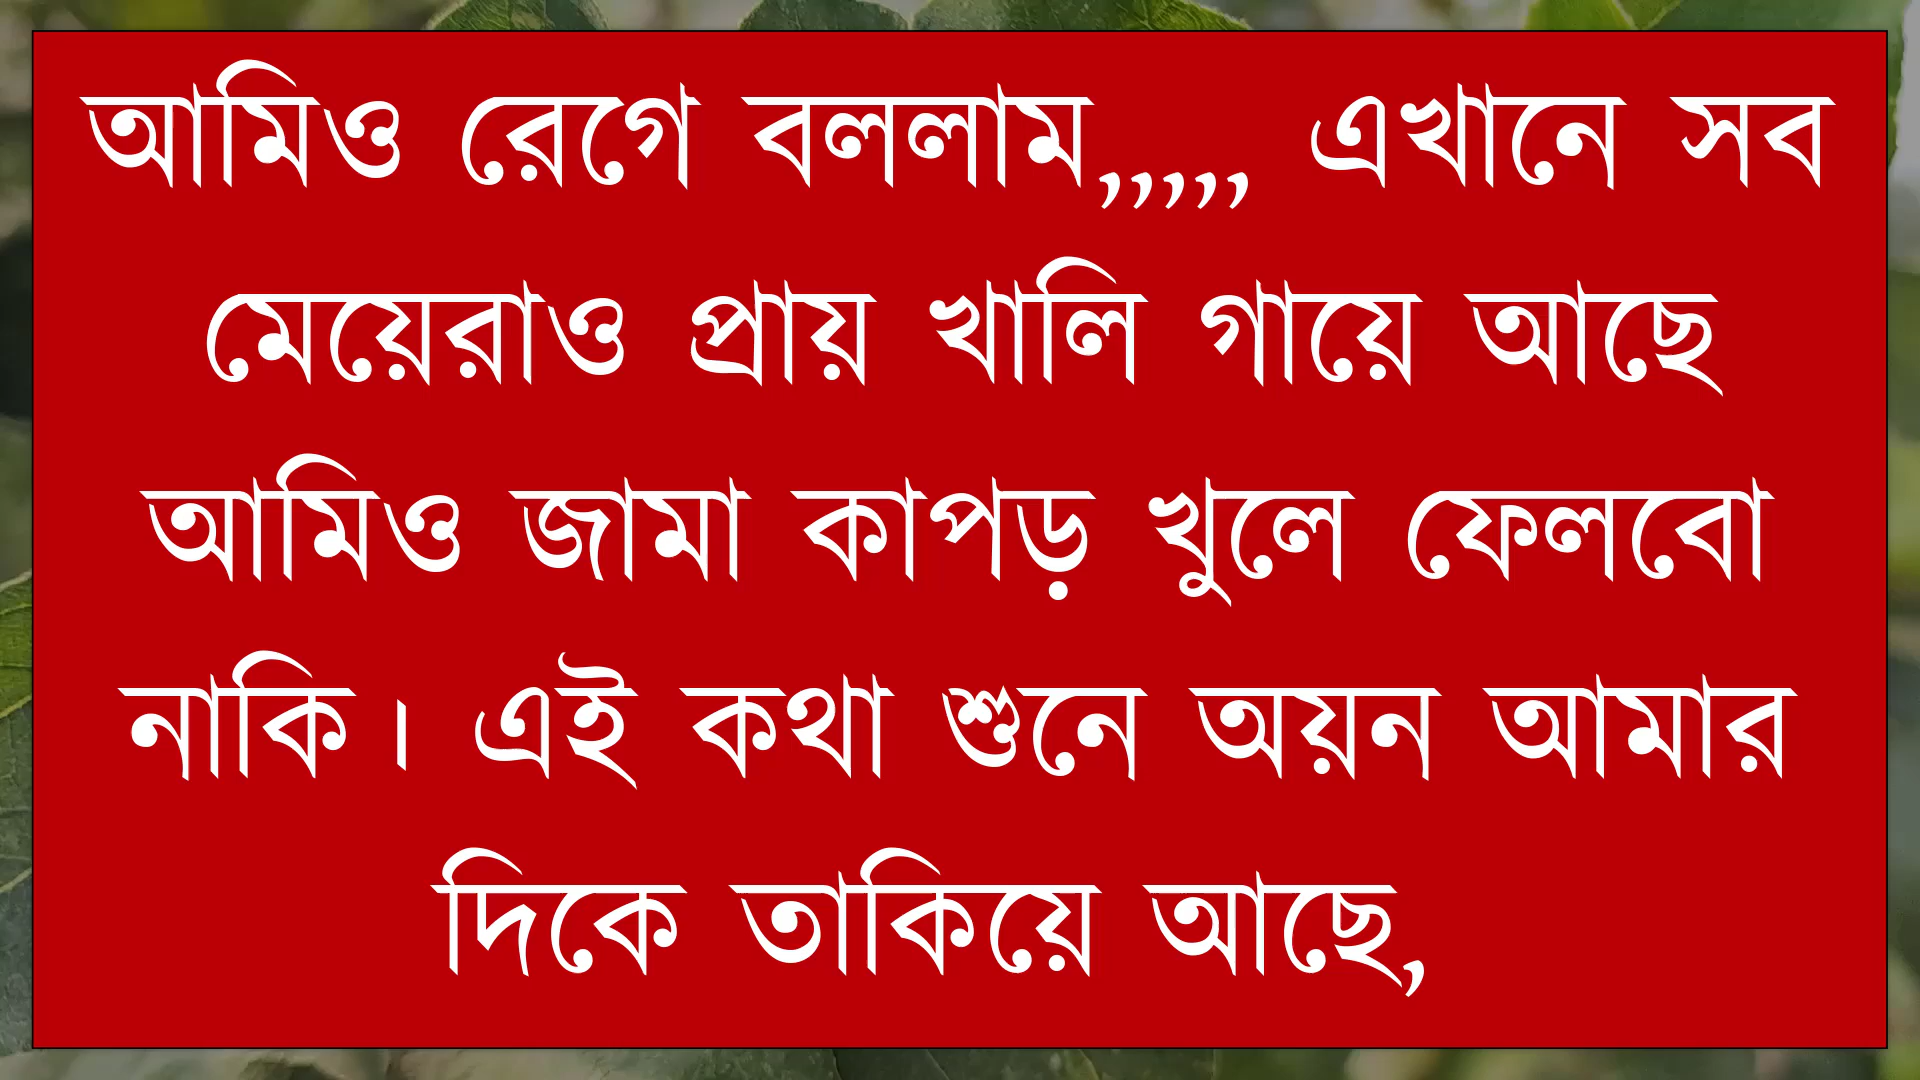 আমিও রেগে বললাম,,,,, এখানে সব
মেয়েরাও প্রায় খালি গায়ে আছে
আমিও জামা কাপড় খুলে ফেলবো
নাকি। এই কথা শুনে অয়ন আমার
দিকে তাকিয়ে আছে,